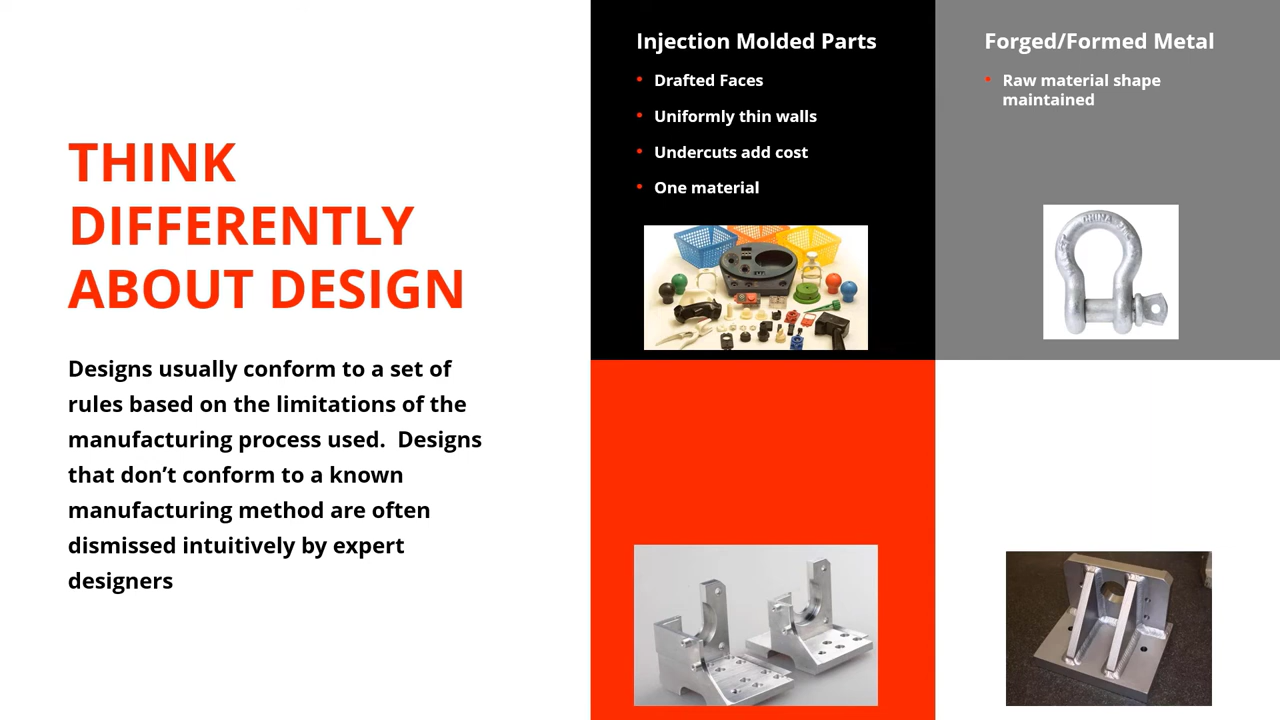 THINK
DIFFERENTLY
ABOUT DESIGN
Designs usually conform to a set of
rules based on the limitations of the
manufacturing process used.  Designs
that don’t conform to a known
manufacturing method are often
dismissed intuitively by expert
designers
Injection Molded Parts
• Drafted Faces
• Uniformly thin walls
• Undercuts add cost
• One material
Forged/Formed Metal
• Raw material shape
maintained
CHINA